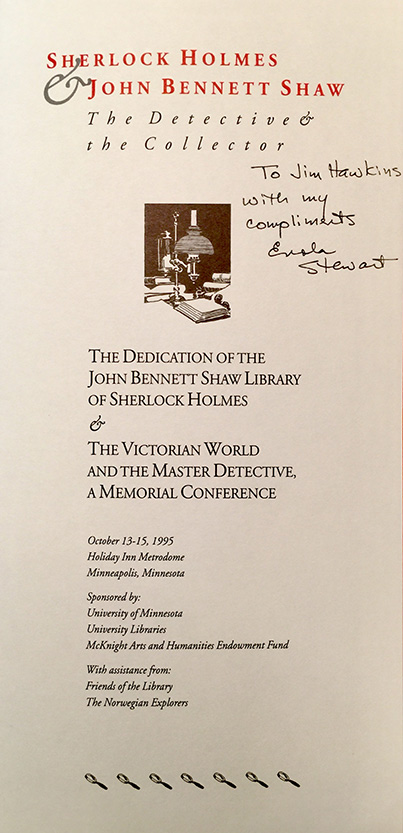 SHERLOCK HOLMES
& JOHN BENNETT SHAW
The Detective &
the Collector
To Jim Hawkins
with my
compliments
Enola
Stewart
THE DEDICATION OF THE
JOHN BENNETT SHAW LIBRARY
OF SHERLOCK HOLMES
&
THE VICTORIAN WORLD
AND THE MASTER DETECTIVE,
A MEMORIAL CONFERENCE
October 13-15, 1995
Holiday Inn Metrodome
Minneapolis, Minnesota
Sponsored by:
University of Minnesota
University Libraries
McKnight Arts and Humanities Endowment Fund
With assistance from:
Friends of the Library
The Norwegian Explorers